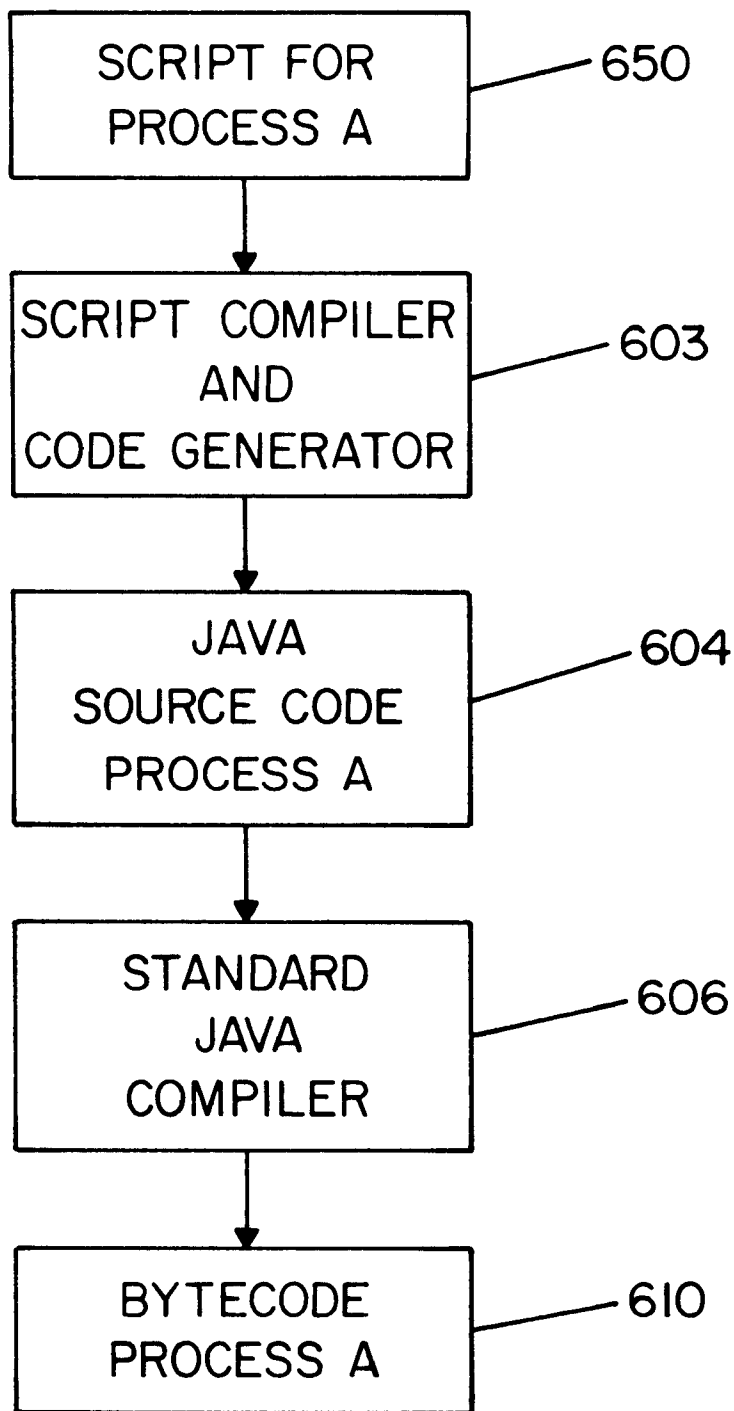 SCRIPT FOR
PROCESS A
650
SCRIPT COMPILER
AND
CODE GENERATOR
603
JAVA
SOURCE CODE
PROCESS A
604
STANDARD
JAVA
COMPILER
606
BYTECODE
PROCESS A
610